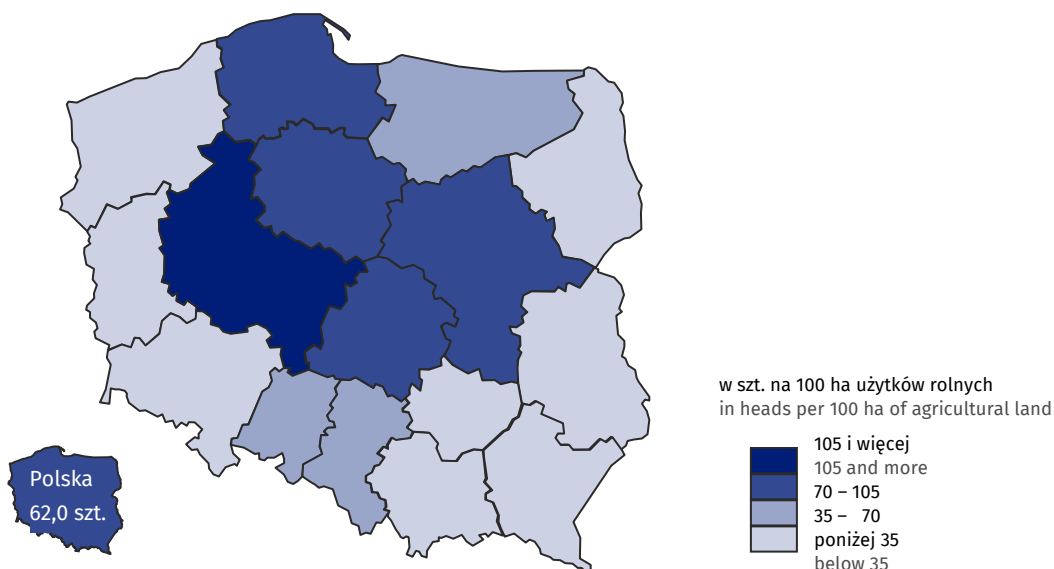 w szt. na 100 ha użytków rolnych
in heads per 100 ha of agricultural land
105 i więcej
105 and more
70 – 105
35 – 70
poniżej 35
below 35
Polska
62,0 szt.